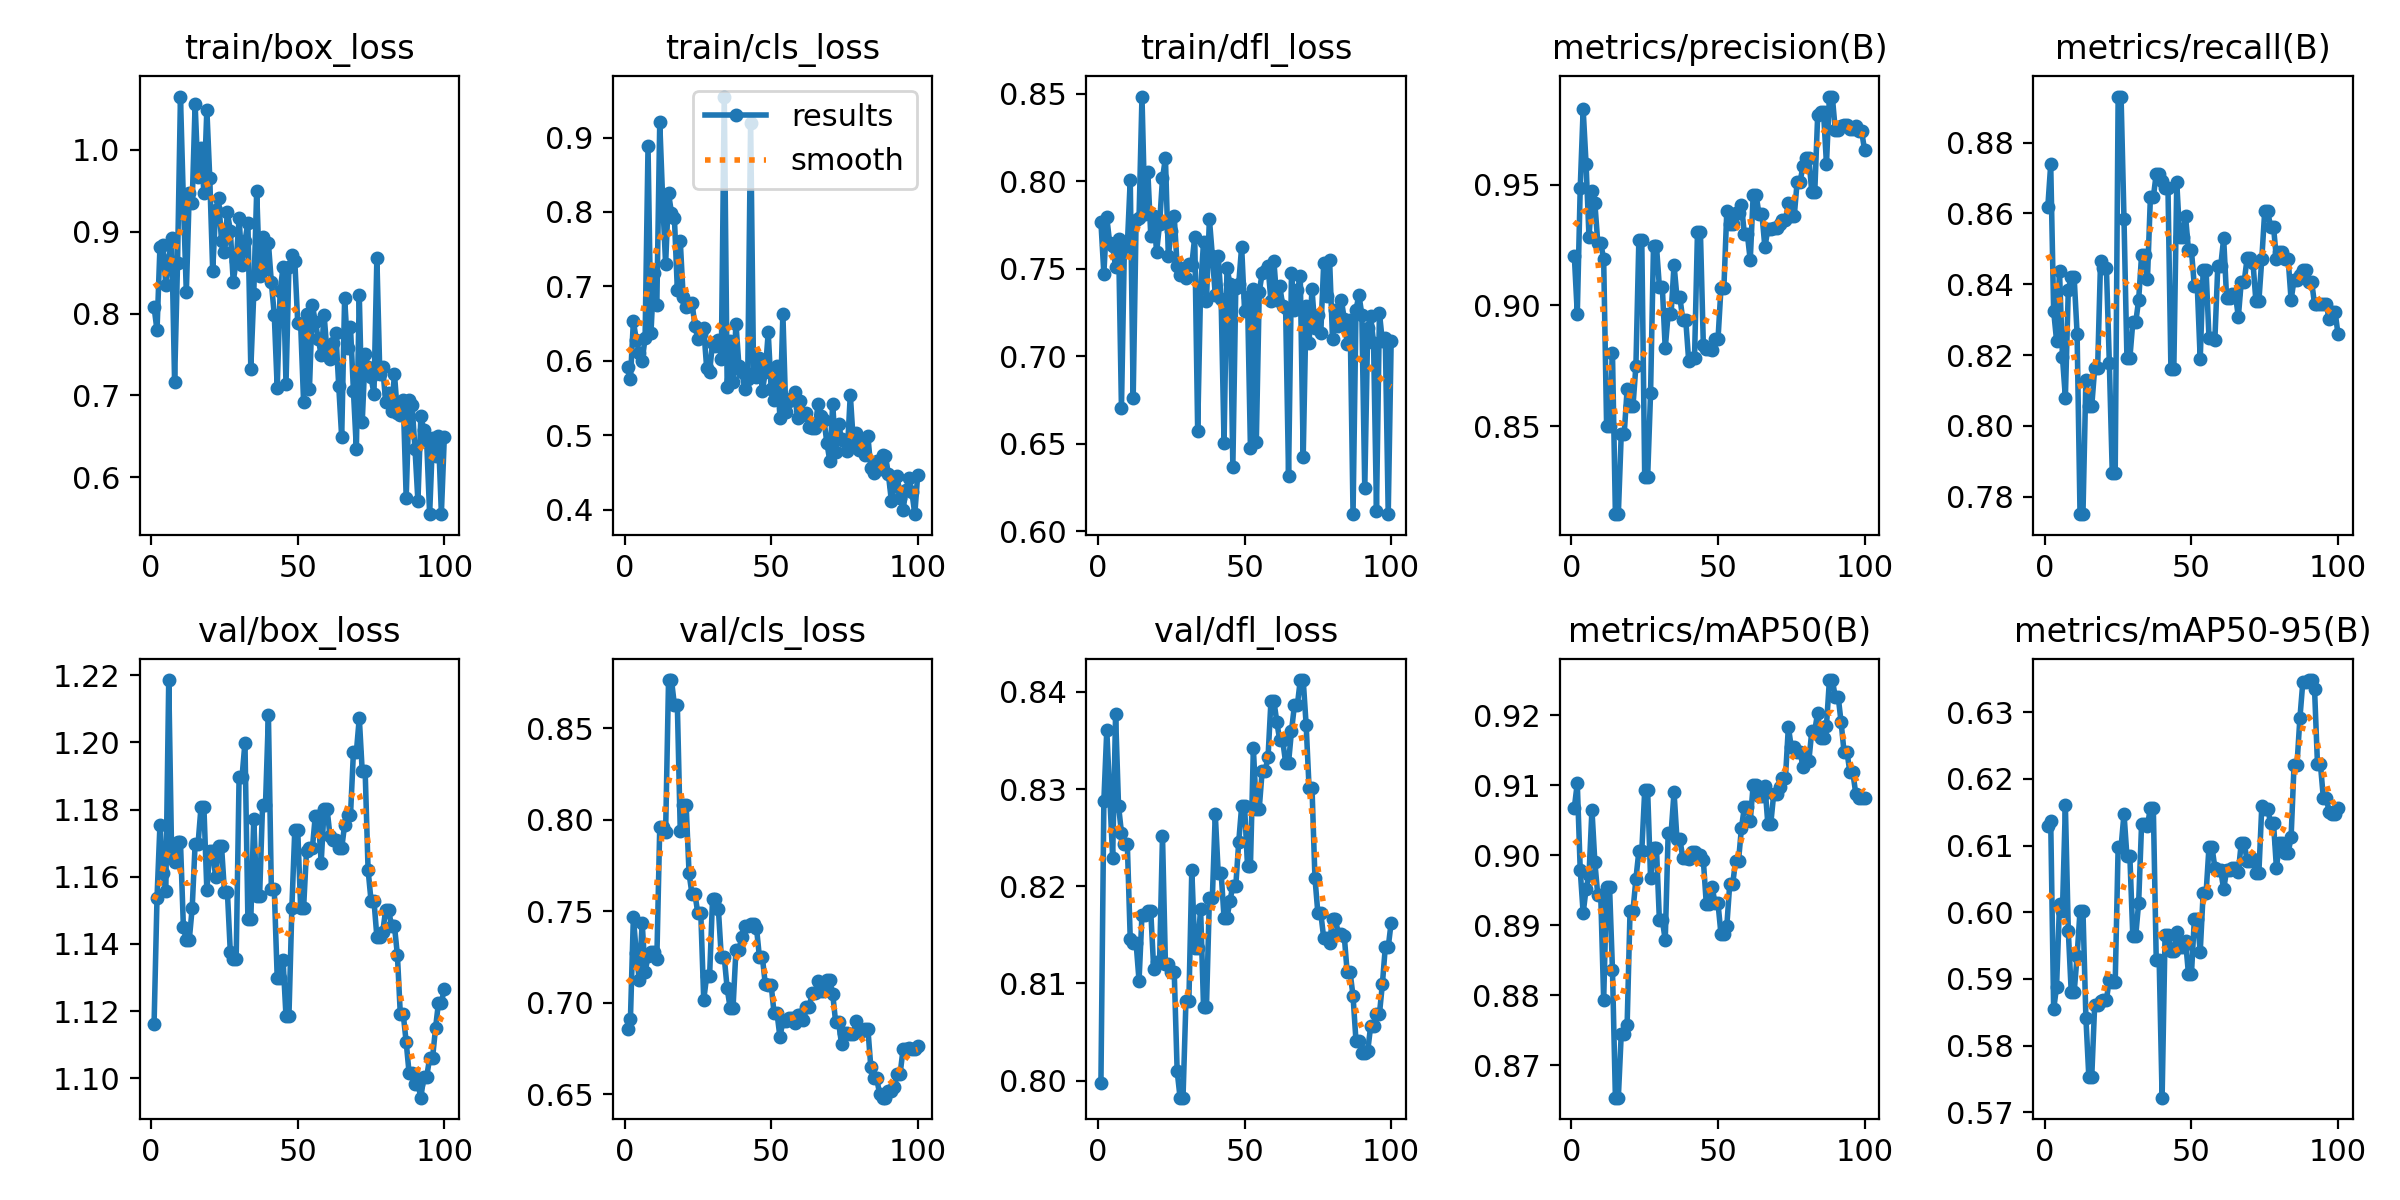 train/box_loss
train/cls_loss
train/dfl_loss
metrics/precision(B)
metrics/recall(B)
1.0
0.9
0.8
0.7
0.6
0 50 100
results
smooth
0.9
0.8
0.7
0.6
0.5
0.4
0 50 100
0.85
0.80
0.75
0.70
0.65
0.60
0 50 100
0.95
0.90
0.85
0 50 100
0.88
0.86
0.84
0.82
0.80
0.78
0 50 100
val/box_loss
val/cls_loss
val/dfl_loss
metrics/mAP50(B)
metrics/mAP50-95(B)
1.22
1.20
1.18
1.16
1.14
1.12
1.10
0 50 100
0.85
0.80
0.75
0.70
0.65
0 50 100
0.84
0.83
0.82
0.81
0.80
0 50 100
0.92
0.91
0.90
0.89
0.88
0.87
0 50 100
0.63
0.62
0.61
0.60
0.59
0.58
0.57
0 50 100